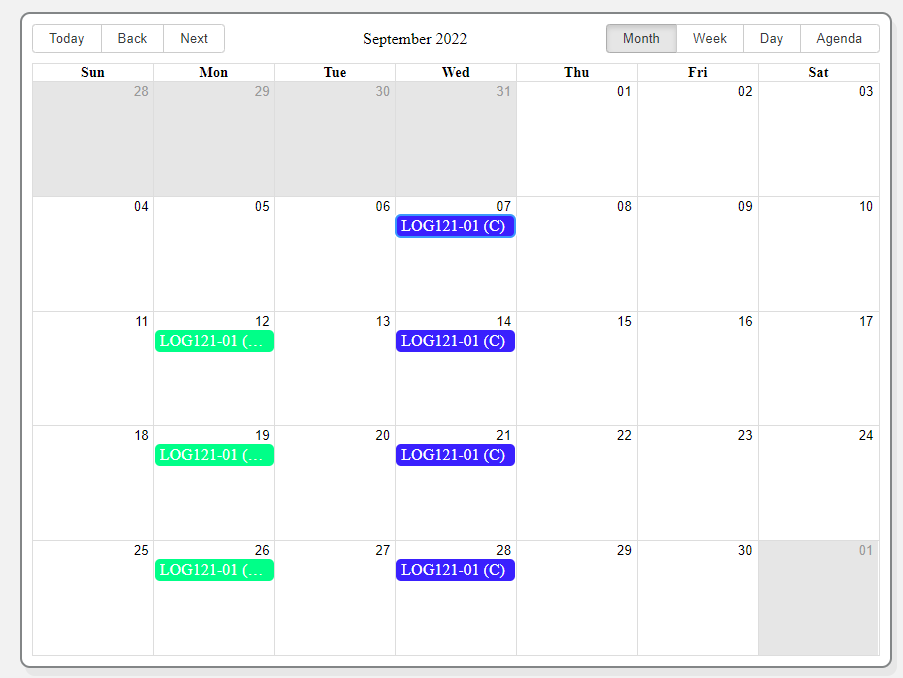 Today Back Next September 2022 Month Week Day Agenda
Sun Mon Tue Wed Thu Fri Sat
28 29 30 31 01 02 03
04 05 06 07 08 09 10
LOG121-01 (C)
11 12 13 14 15 16 17
LOG121-01 (... LOG121-01 (C)
18 19 20 21 22 23 24
LOG121-01 (... LOG121-01 (C)
25 26 27 28 29 30 01
LOG121-01 (... LOG121-01 (C)